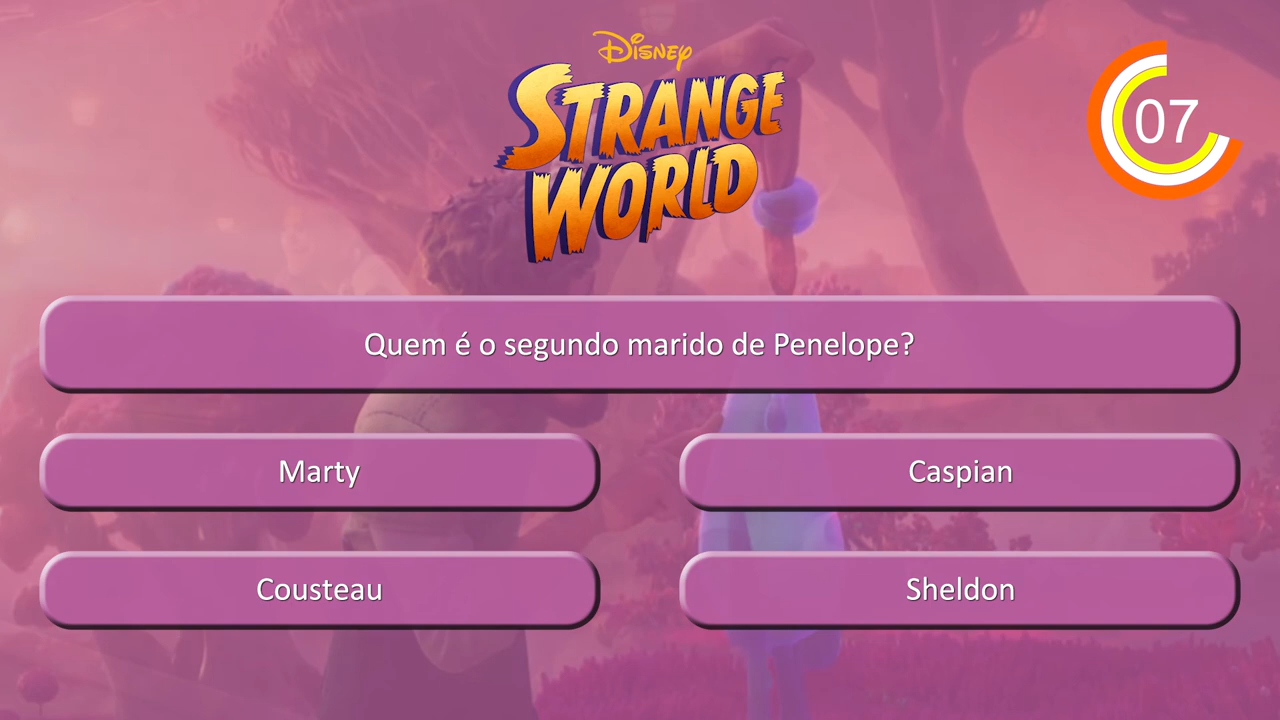 Disney
STRANGE
WORLD
07
Quem é o segundo marido de Penelope?
Marty
Caspian
Cousteau
Sheldon